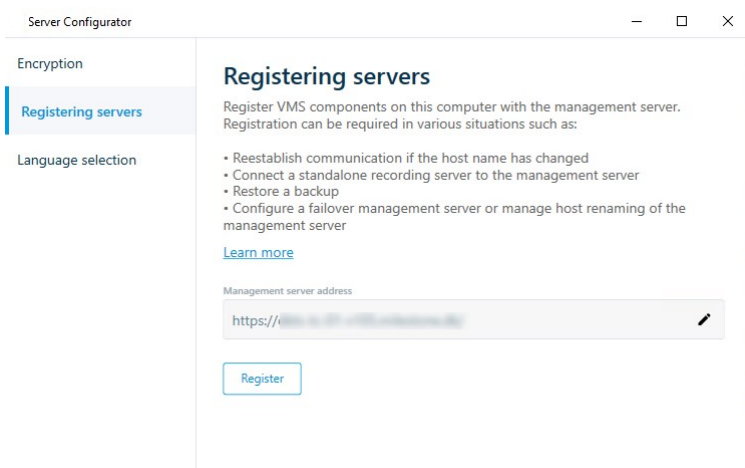 Server Configurator
Encryption
Registering servers
Language selection
Registering servers
Register VMS components on this computer with the management server.
Registration can be required in various situations such as:
• Reestablish communication if the host name has changed
• Connect a standalone recording server to the management server
• Restore a backup
• Configure a failover management server or manage host renaming of the
management server
Learn more
Management server address
https://
Register